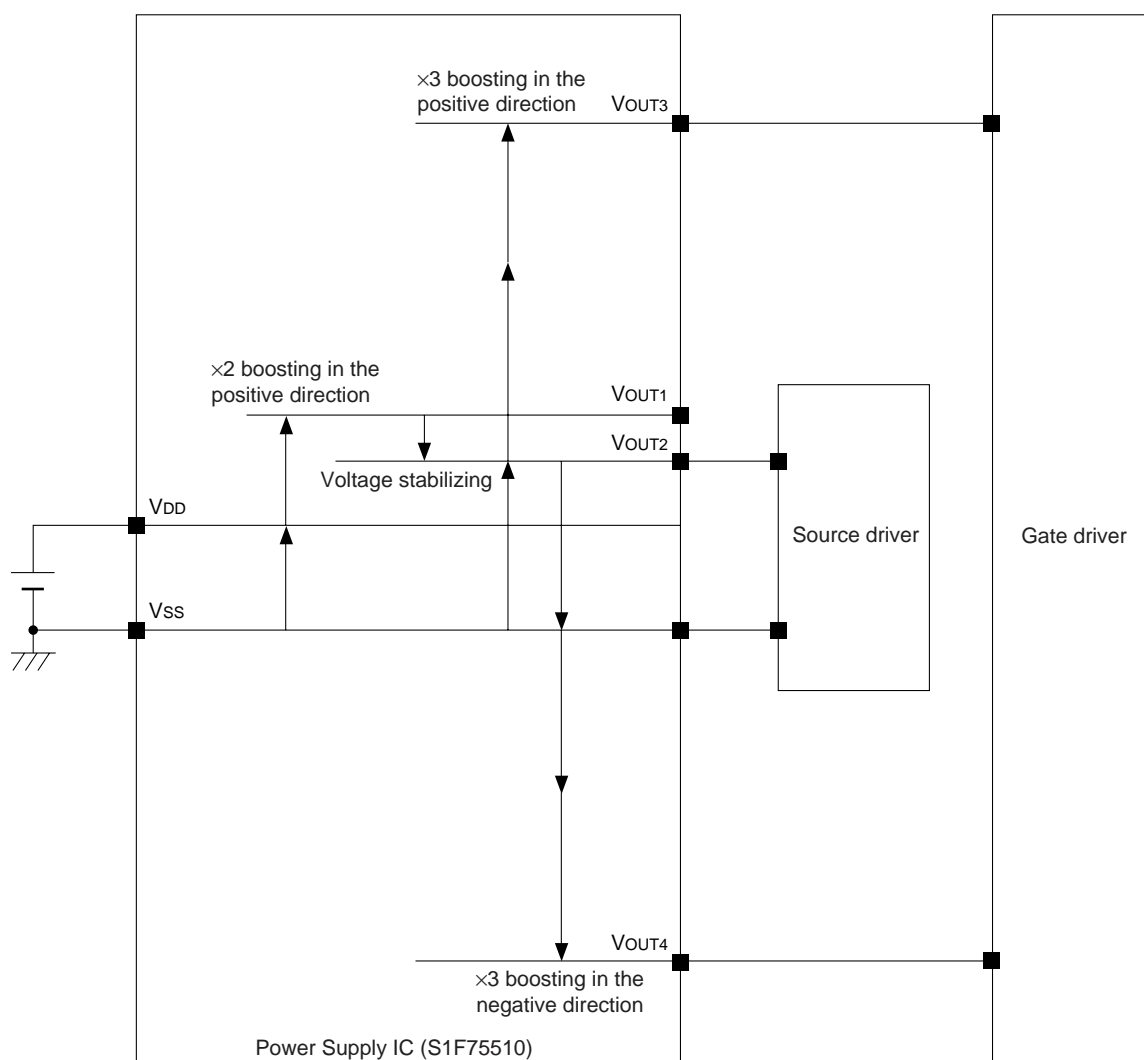 ×3 boosting in the
positive direction
VOUT3
×2 boosting in the
positive direction
VOUT1
VOUT2
Voltage stabilizing
VDD
Source driver
Gate driver
VSS
VOUT4
×3 boosting in the
negative direction
Power Supply IC (S1F75510)